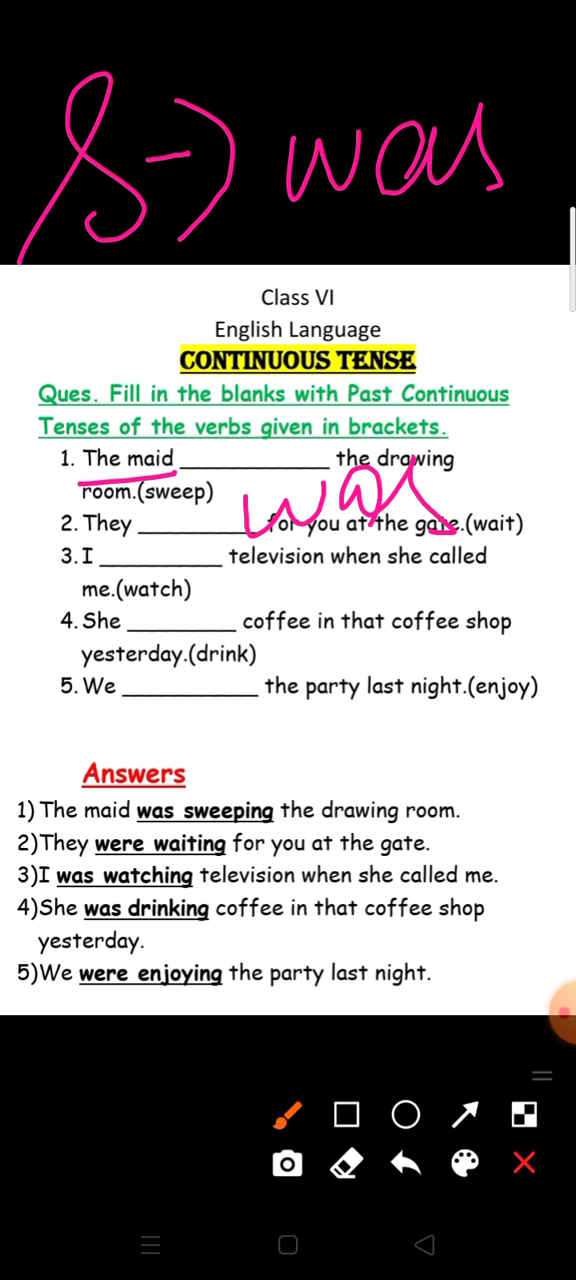 S-) was
Class VI
English Language
CONTINUOUS TENSE
Ques. Fill in the blanks with Past Continuous
Tenses of the verbs given in brackets.
1. The maid _____________ the drawing
room.(sweep)
was
2. They __________ for you at the gate.(wait)
3. I ___________ television when she called
me.(watch)
4. She __________ coffee in that coffee shop
yesterday.(drink)
5. We ____________ the party last night.(enjoy)
Answers
1) The maid was sweeping the drawing room.
2)They were waiting for you at the gate.
3)I was watching television when she called me.
4)She was drinking coffee in that coffee shop
yesterday.
5)We were enjoying the party last night.